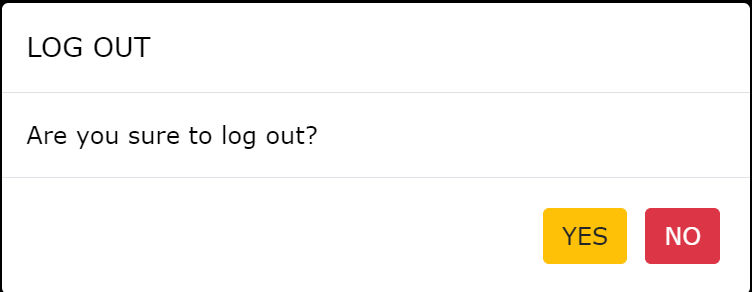 LOG OUT
Are you sure to log out?
YES NO